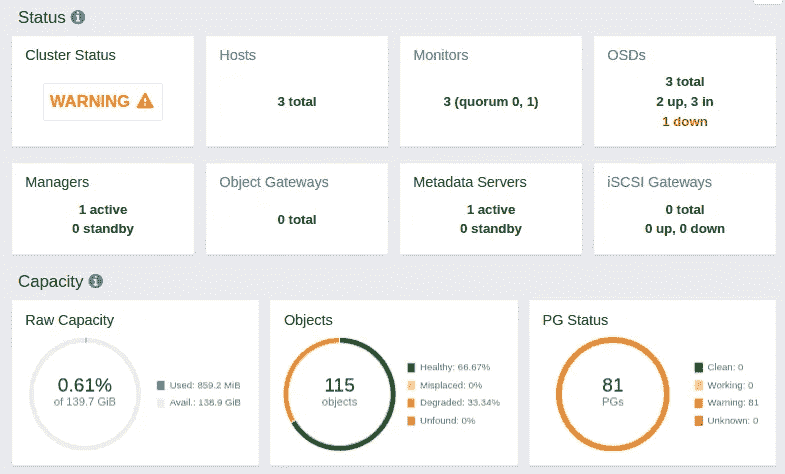 Status
Cluster Status
WARNING
Hosts
3 total
Monitors
3 (quorum 0, 1)
OSDs
3 total
2 up, 3 in
1 down
Managers
1 active
0 standby
Object Gateways
0 total
Metadata Servers
1 active
0 standby
iSCSI Gateways
0 total
0 up, 0 down
Capacity
Raw Capacity
0.61%
of 139.7 GiB
Used: 859.2 MiB
Avail.: 138.9 GiB
Objects
115
objects
Healthy: 66.67%
Misplaced: 0%
Degraded: 33.34%
Unfound: 0%
PG Status
81
PGs
Clean: 0
Working: 0
Warning: 81
Unknown: 0